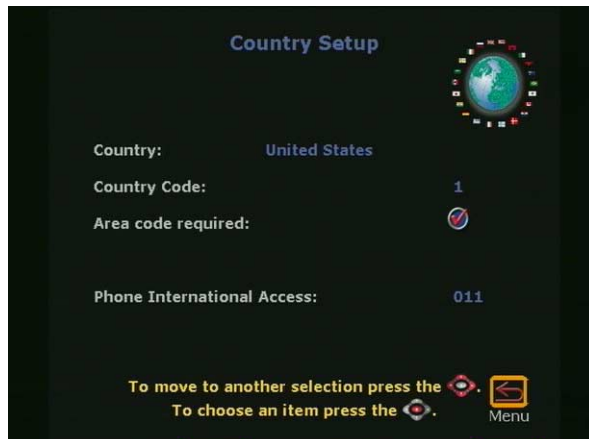 Country Setup
Country: United States
Country Code: 1
Area code required:
Phone International Access: 011
To move to another selection press the .
To choose an item press the .
Menu